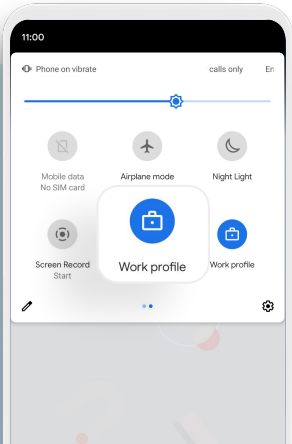 11:00
Phone on vibrate
calls only
En
Mobile data
No SIM card
Airplane mode
Night Light
Screen Record
Start
Work profile
Work profile